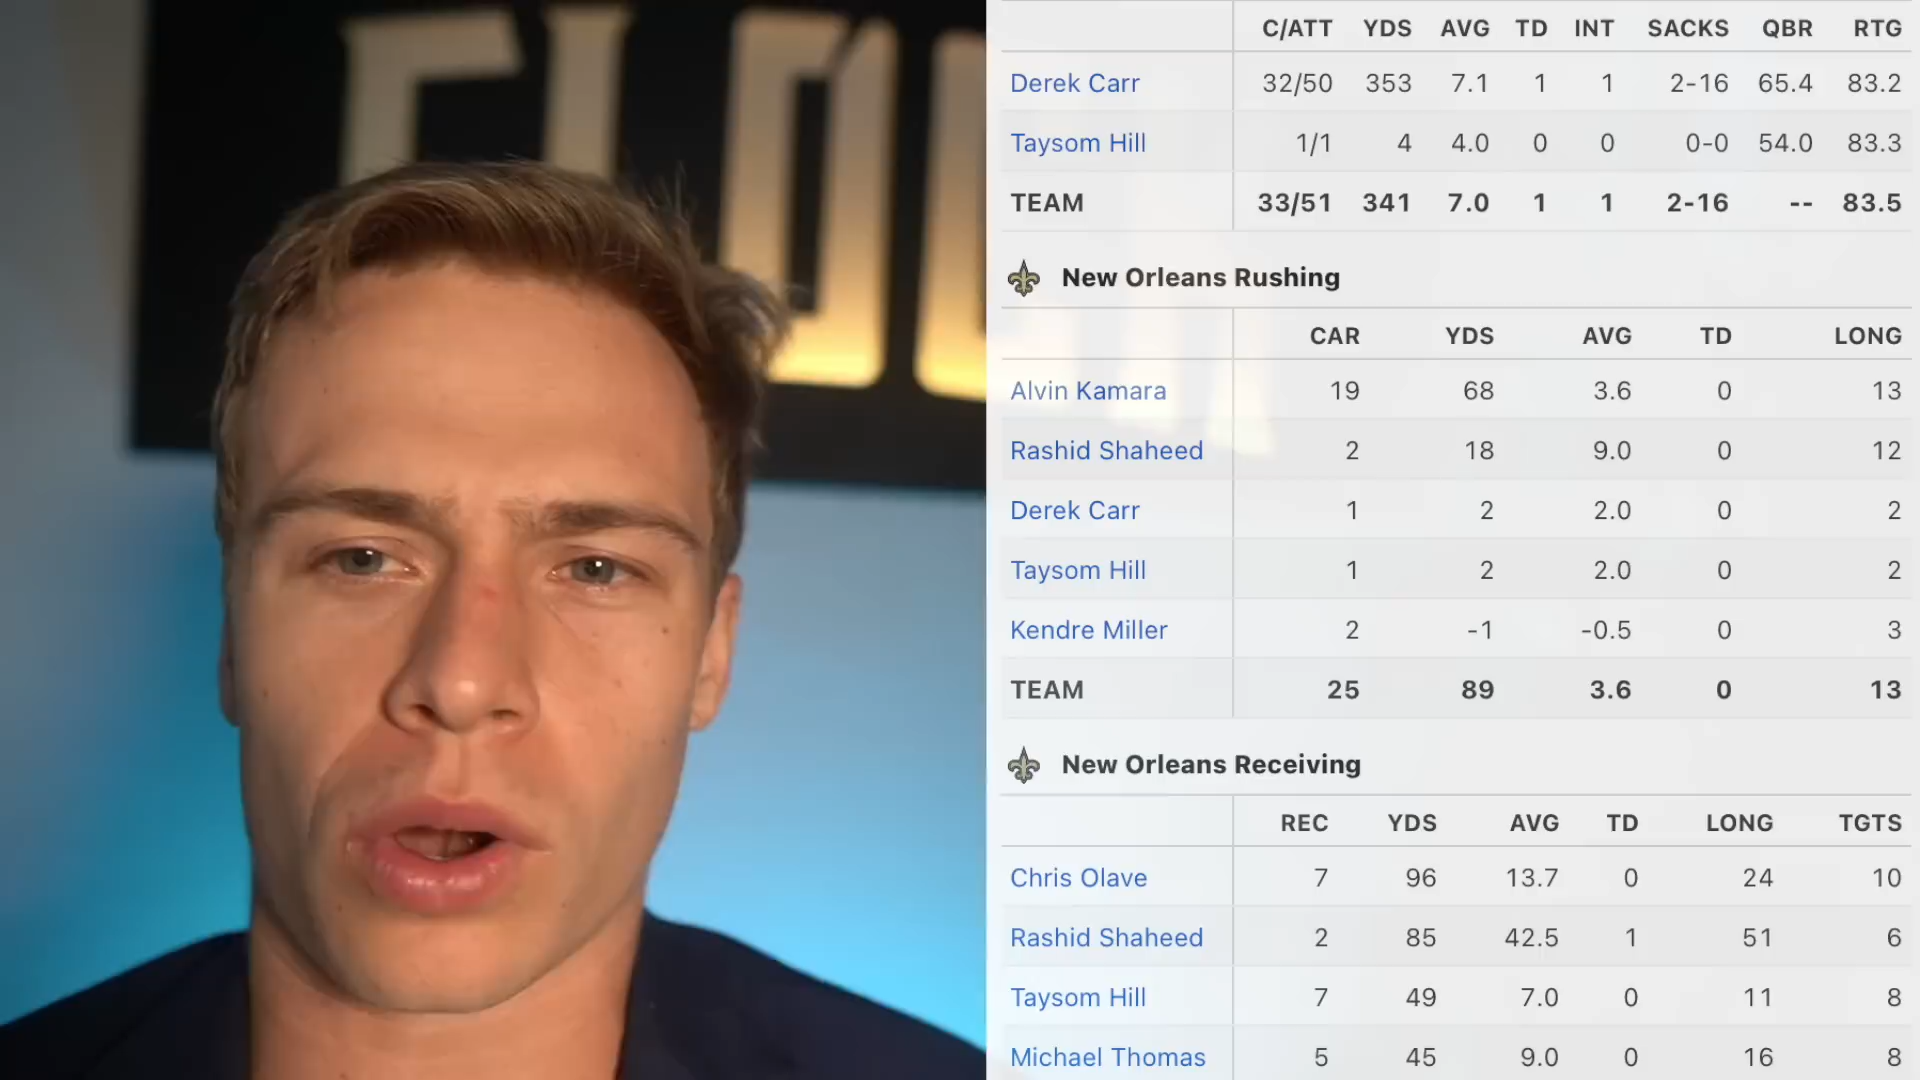 C/ATT YDS AVG TD INT SACKS QBR RTG
Derek Carr 32/50 353 7.1 1 1 2-16 65.4 83.2
Taysom Hill 1/1 4 4.0 0 0 0-0 54.0 83.3
TEAM 33/51 341 7.0 1 1 2-16 -- 83.5
New Orleans Rushing
CAR YDS AVG TD LONG
Alvin Kamara 19 68 3.6 0 13
Rashid Shaheed 2 18 9.0 0 12
Derek Carr 1 2 2.0 0 2
Taysom Hill 1 2 2.0 0 2
Kendre Miller 2 -1 -0.5 0 3
TEAM 25 89 3.6 0 13
New Orleans Receiving
REC YDS AVG TD LONG TGTS
Chris Olave 7 96 13.7 0 24 10
Rashid Shaheed 2 85 42.5 1 51 6
Taysom Hill 7 49 7.0 0 11 8
Michael Thomas 5 45 9.0 0 16 8